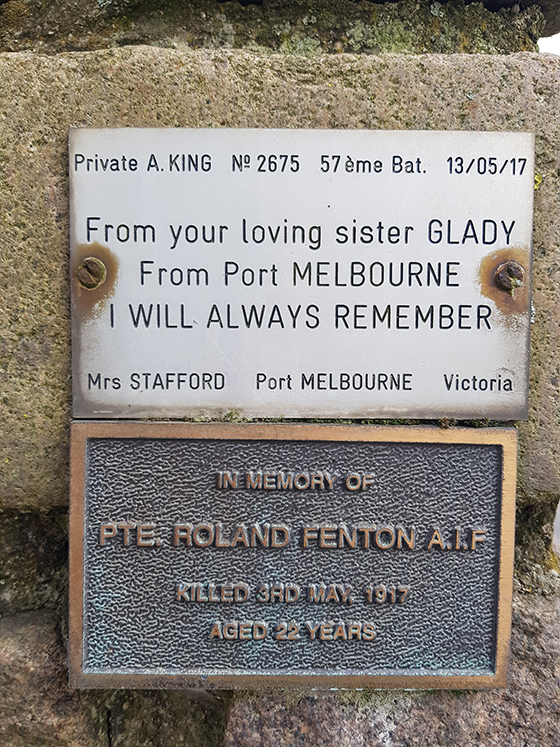 Private A. KING № 2675 57ème Bat. 13/05/17
From your loving sister GLADY
From Port MELBOURNE
I WILL ALWAYS REMEMBER
Mrs STAFFORD Port MELBOURNE Victoria
IN MEMORY OF
PTE. ROLAND FENTON A.I.F
KILLED 3RD MAY. 1917
AGED 22 YEARS